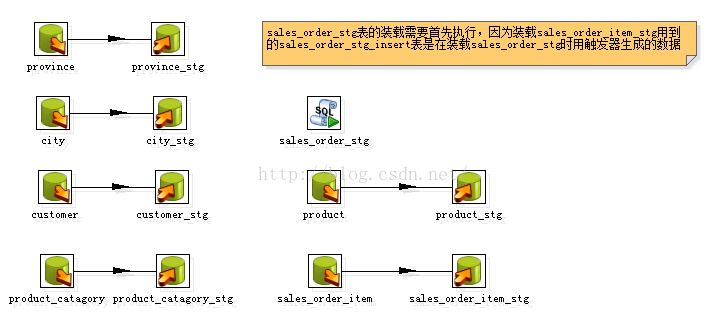 sales_order_stg表的装载需要首先执行，因为装载sales_order_item_stg用到
的sales_order_stg_insert表是在装载sales_order_stg时用触发器生成的数据
province
province_stg
city
city_stg
SQL
sales_order_stg
http://blog.csdn.net/
customer
customer_stg
product
product_stg
product_catagory
product_catagory_stg
sales_order_item
sales_order_item_stg